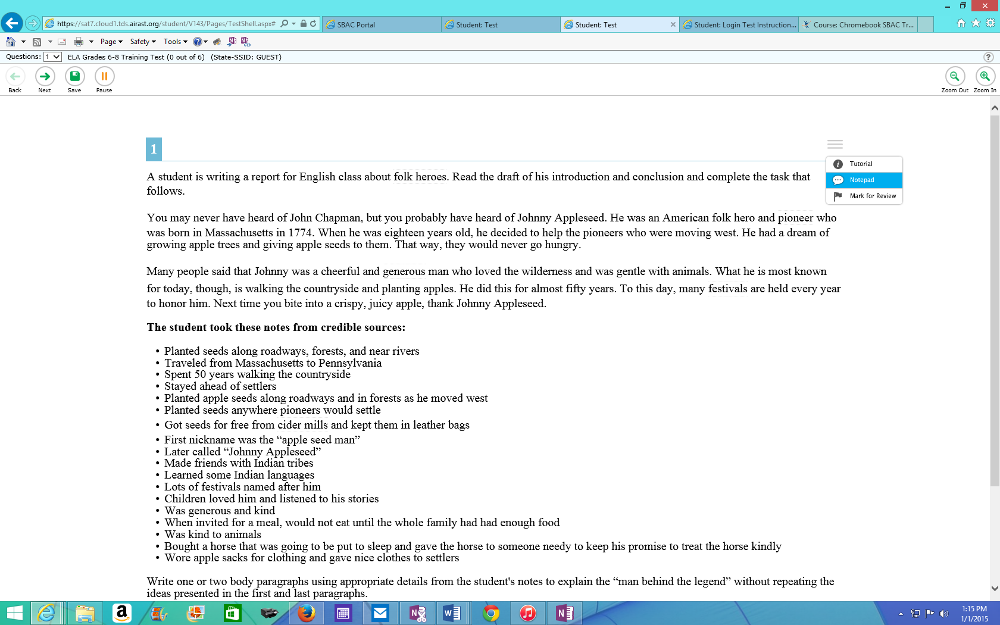 https://sat7.cloud1.tds.airast.org/student/V143/Pages/TestShell.aspx#
SBAC Portal
Student: Test
Student: Test
Student: Login Test Instruction...
Course: Chromebook SBAC Tr...
Page
Safety
Tools
Questions: 1 ELA Grades 6-8 Training Test (0 out of 6) (State-SSID: GUEST)
Back
Next
Save
Pause
Zoom Out
Zoom In
1
Tutorial
Notepad
Mark for Review
A student is writing a report for English class about folk heroes. Read the draft of his introduction and conclusion and complete the task that
follows.
You may never have heard of John Chapman, but you probably have heard of Johnny Appleseed. He was an American folk hero and pioneer who
was born in Massachusetts in 1774. When he was eighteen years old, he decided to help the pioneers who were moving west. He had a dream of
growing apple trees and giving apple seeds to them. That way, they would never go hungry.
Many people said that Johnny was a cheerful and generous man who loved the wilderness and was gentle with animals. What he is most known
for today, though, is walking the countryside and planting apples. He did this for almost fifty years. To this day, many festivals are held every year
to honor him. Next time you bite into a crispy, juicy apple, thank Johnny Appleseed.
The student took these notes from credible sources:
• Planted seeds along roadways, forests, and near rivers
• Traveled from Massachusetts to Pennsylvania
• Spent 50 years walking the countryside
• Stayed ahead of settlers
• Planted apple seeds along roadways and in forests as he moved west
• Planted seeds anywhere pioneers would settle
• Got seeds for free from cider mills and kept them in leather bags
• First nickname was the “apple seed man”
• Later called “Johnny Appleseed”
• Made friends with Indian tribes
• Learned some Indian languages
• Lots of festivals named after him
• Children loved him and listened to his stories
• Was generous and kind
• When invited for a meal, would not eat until the whole family had had enough food
• Was kind to animals
• Bought a horse that was going to be put to sleep and gave the horse to someone needy to keep his promise to treat the horse kindly
• Wore apple sacks for clothing and gave nice clothes to settlers
Write one or two body paragraphs using appropriate details from the student's notes to explain the “man behind the legend” without repeating the
ideas presented in the first and last paragraphs.
1:15 PM
1/1/2015